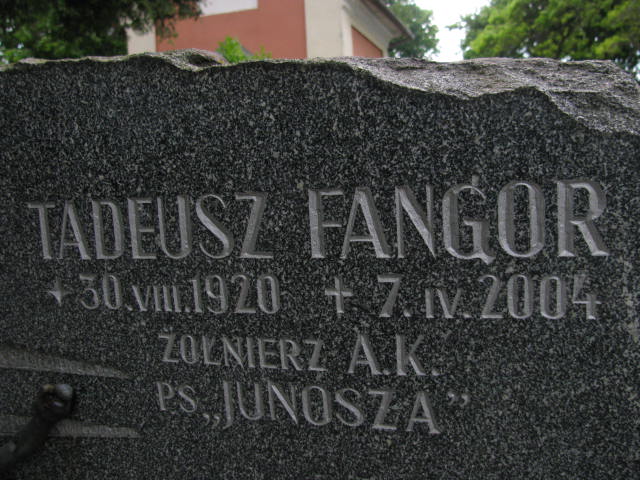 TADEUSZ FANGOR
✦ 30.VIII.1920 ✝ 7.IV.2004
ŻOŁNIERZ A.K.
PS „JUNOSZA”